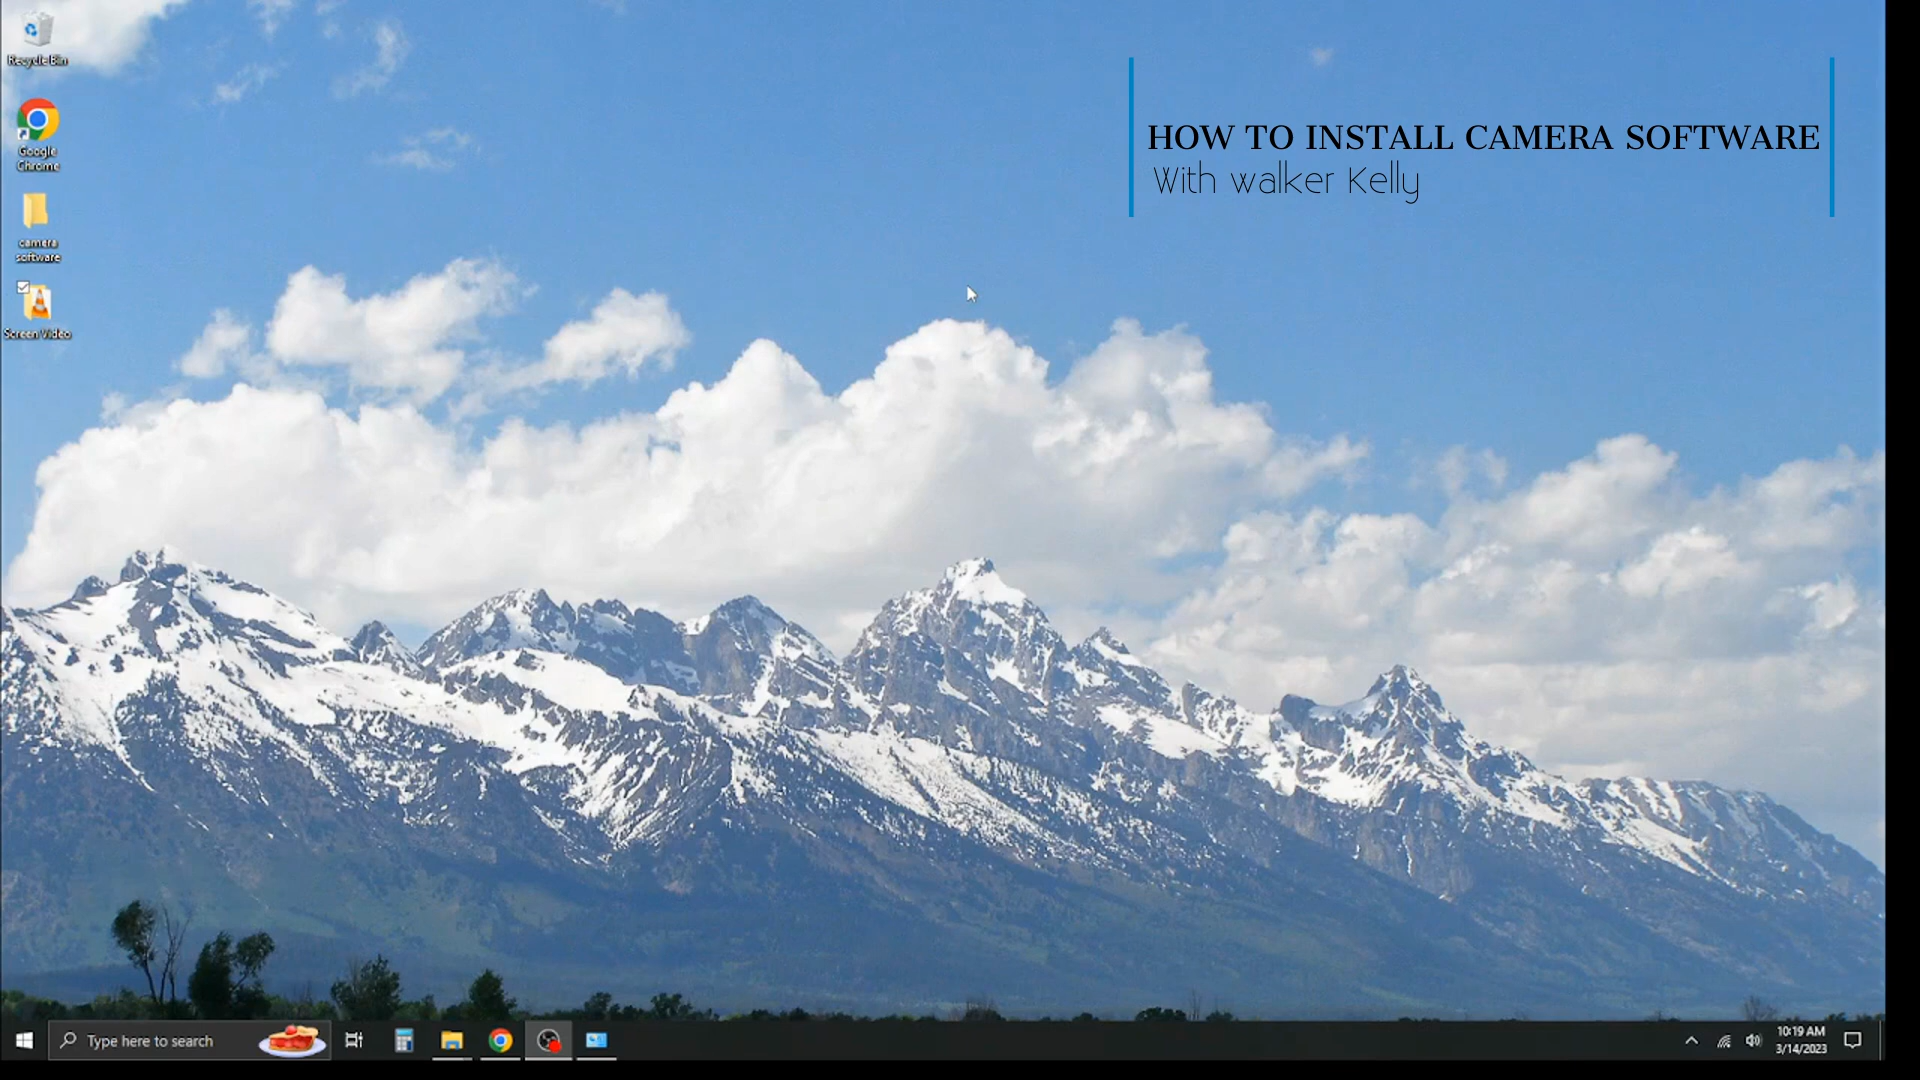 Recycle Bin
Google
Chrome
camera
software
Screen Video
HOW TO INSTALL CAMERA SOFTWARE
With walker Kelly
Type here to search
10:19 AM
3/14/2023